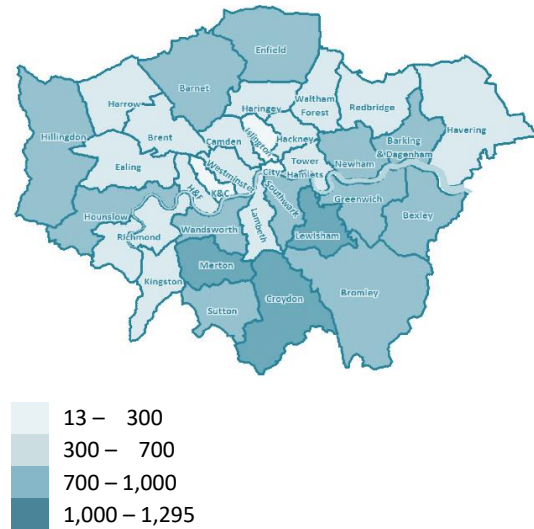 Enfield
Barnet
Harrow
Haringey
Waltham
Forest
Redbridge
Havering
Hillingdon
Brent
Camden
Islington
Hackney
Barking
& Dagenham
Ealing
Westminster
City
Tower
Hamlets
Newham
H&F
K&C
Southwark
Greenwich
Hounslow
Bexley
Richmond
Wandsworth
Lambeth
Lewisham
Merton
Kingston
Sutton
Croydon
Bromley
13 – 300
300 – 700
700 – 1,000
1,000 – 1,295